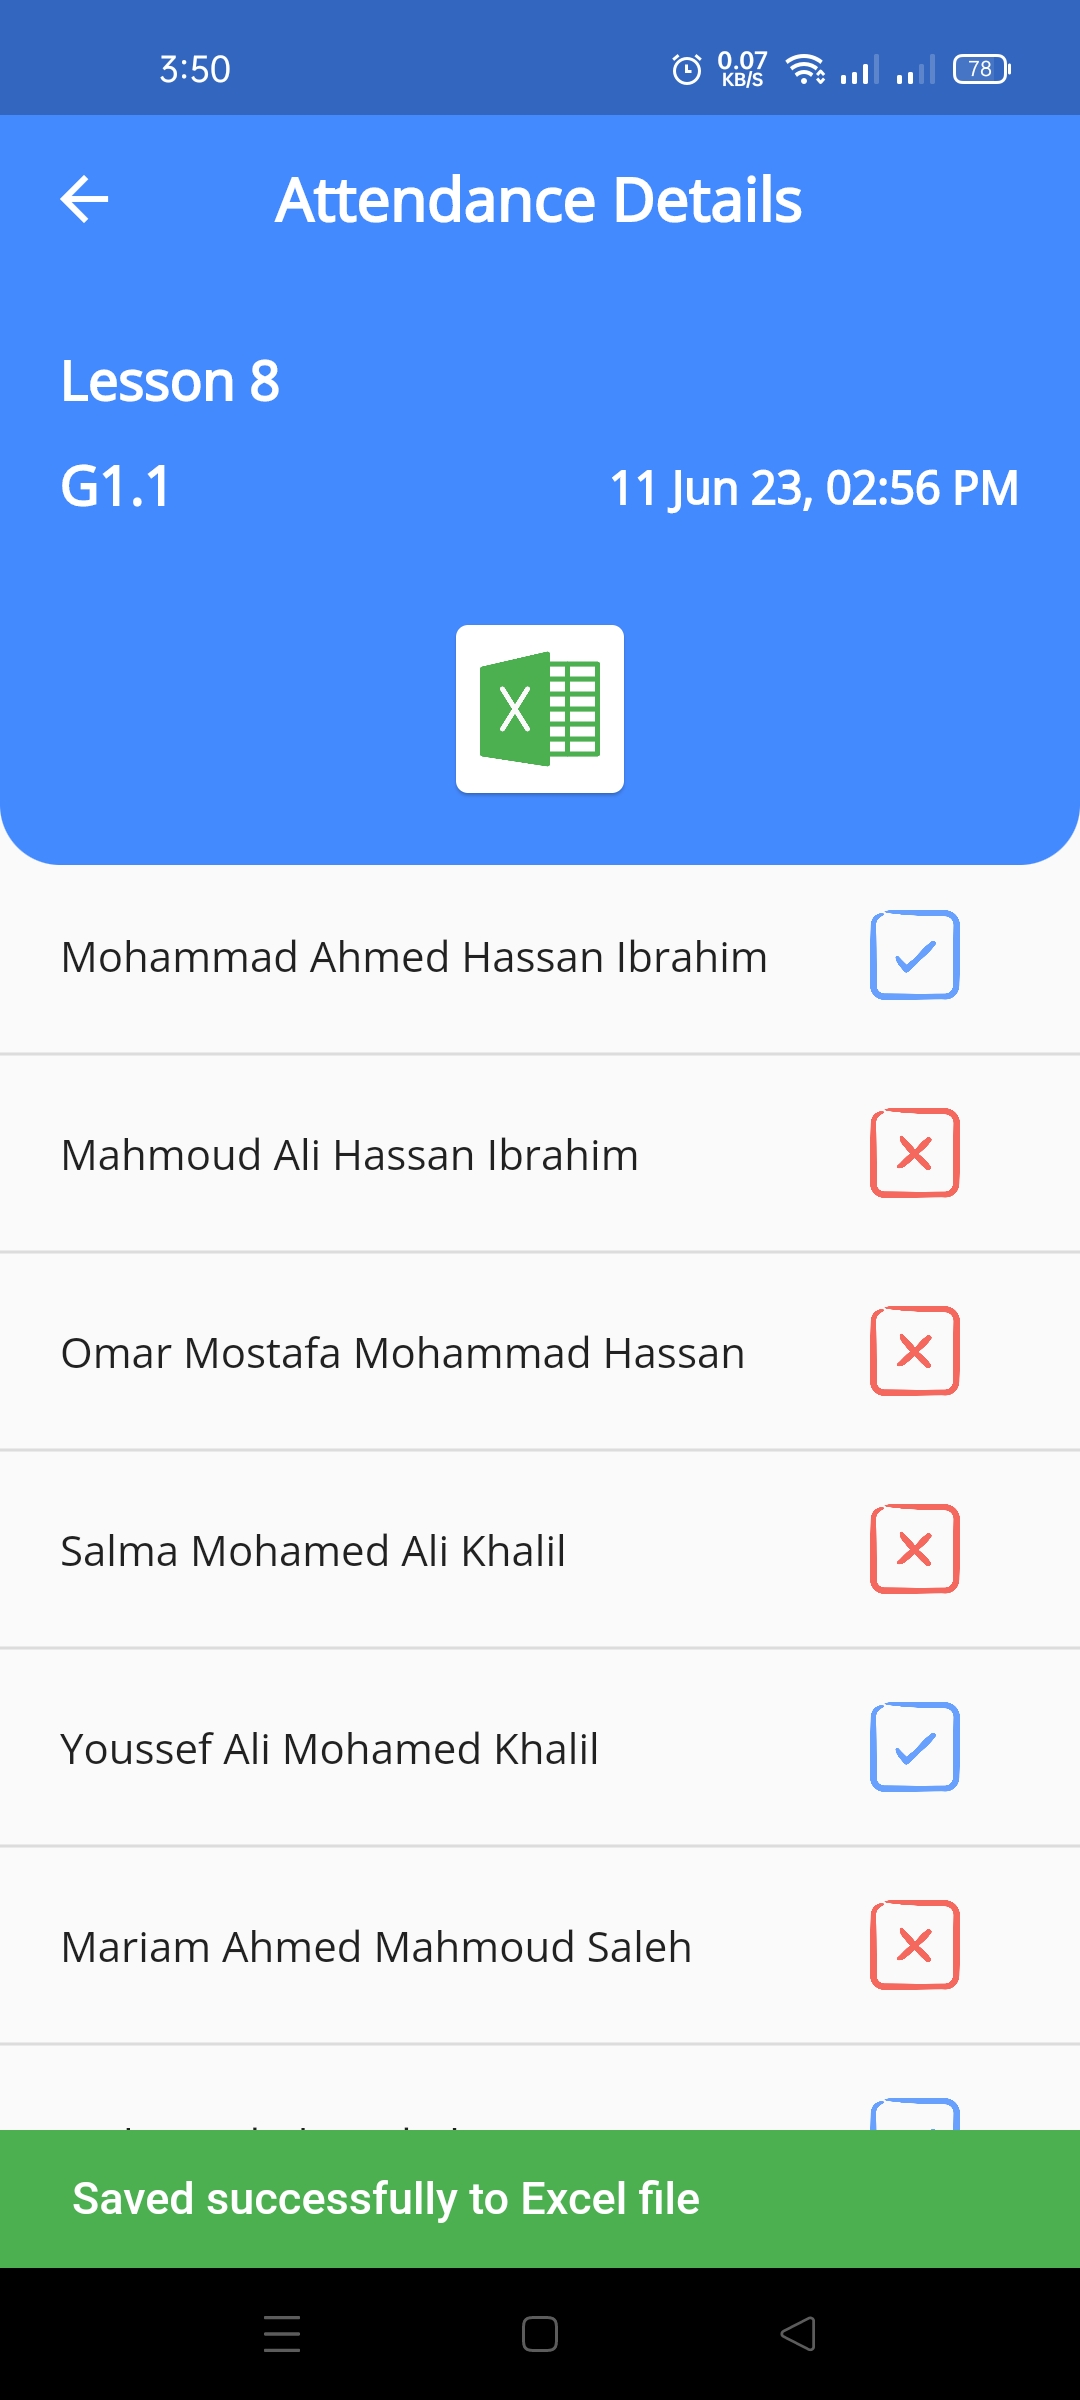 3:50
0.07
KB/S
78
Attendance Details
Lesson 8
G1.1
11 Jun 23, 02:56 PM
X
Mohammad Ahmed Hassan Ibrahim
Mahmoud Ali Hassan Ibrahim
Omar Mostafa Mohammad Hassan
Salma Mohamed Ali Khalil
Youssef Ali Mohamed Khalil
Mariam Ahmed Mahmoud Saleh
Saved successfully to Excel file